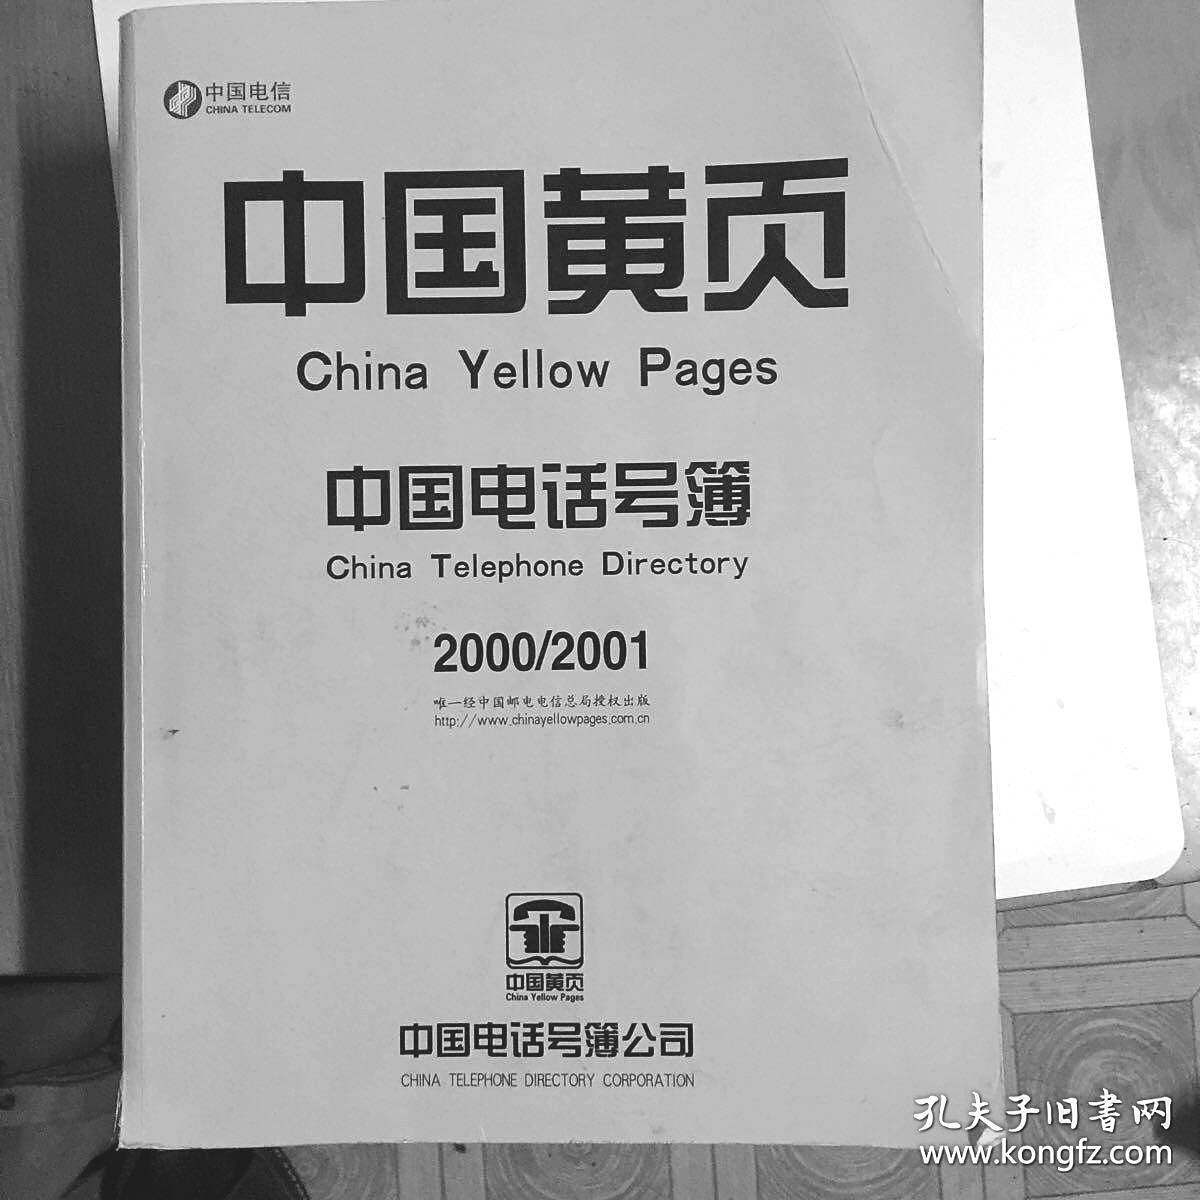 中国电信
CHINA TELECOM
中国黄页
China Yellow Pages
中国电话号簿
China Telephone Directory
2000/2001
唯一经中国邮电电信总局授权出版
http://www.chinayellowpages.com.cn
中国黄页
China Yellow Pages
中国电话号簿公司
CHINA TELEPHONE DIRECTORY CORPORATION
孔夫子旧书网
www.kongfz.com